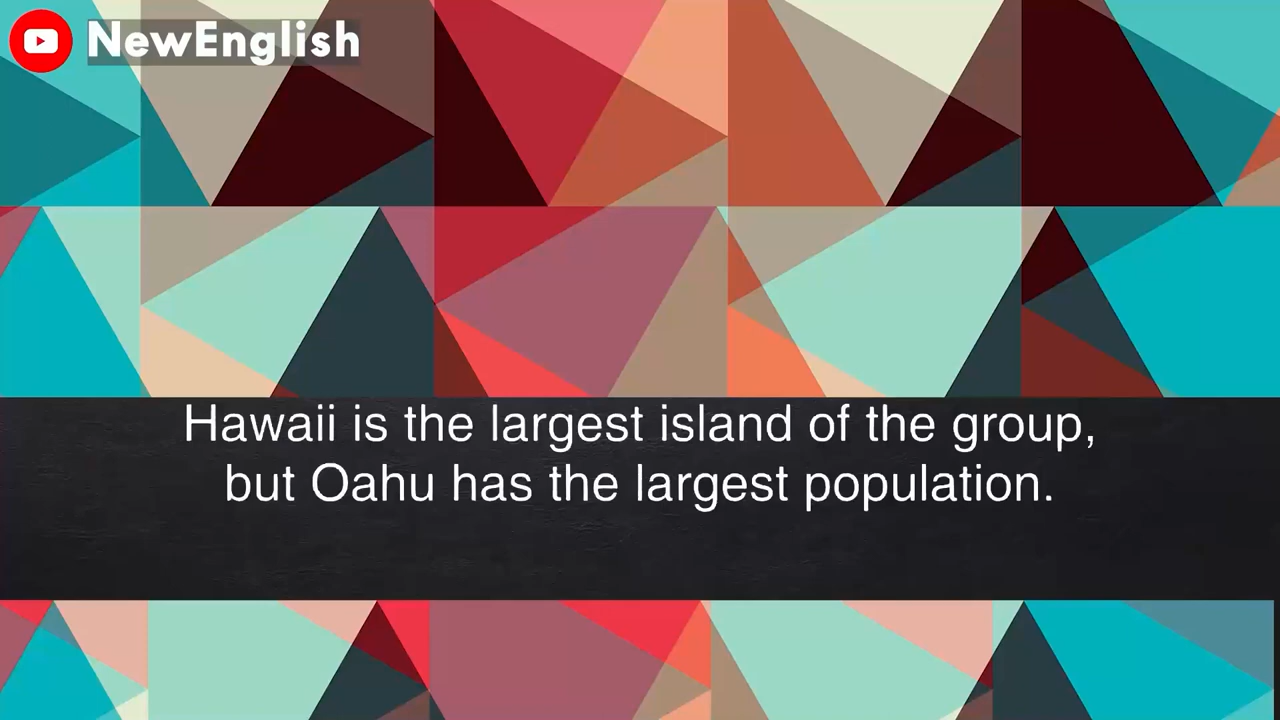 NewEnglish
Hawaii is the largest island of the group,
but Oahu has the largest population.